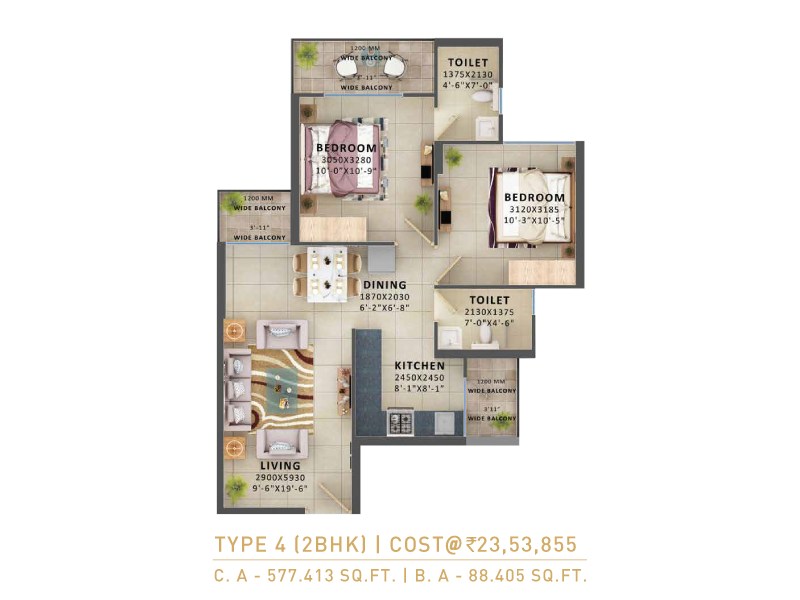 1200 MM
WIDE BALCONY
3'-11"
WIDE BALCONY
TOILET
1375X2130
4'-6"X7'-0"
BEDROOM
3050X3280
10'-0"X10'-9"
BEDROOM
3120X3185
10'-3"X10'-5"
1200 MM
WIDE BALCONY
3'-11"
WIDE BALCONY
DINING
1870X2030
6'-2"X6'-8"
TOILET
2130X1375
7'-0"X4'-6"
KITCHEN
2450X2450
8'-1"X8'-1"
1200 MM
WIDE BALCONY
3'11"
WIDE BALCONY
LIVING
2900X5930
9'-6"X19'-6"
TYPE 4 (2BHK) | COST@ ₹23,53,855
C. A - 577.413 SQ.FT. | B. A - 88.405 SQ.FT.